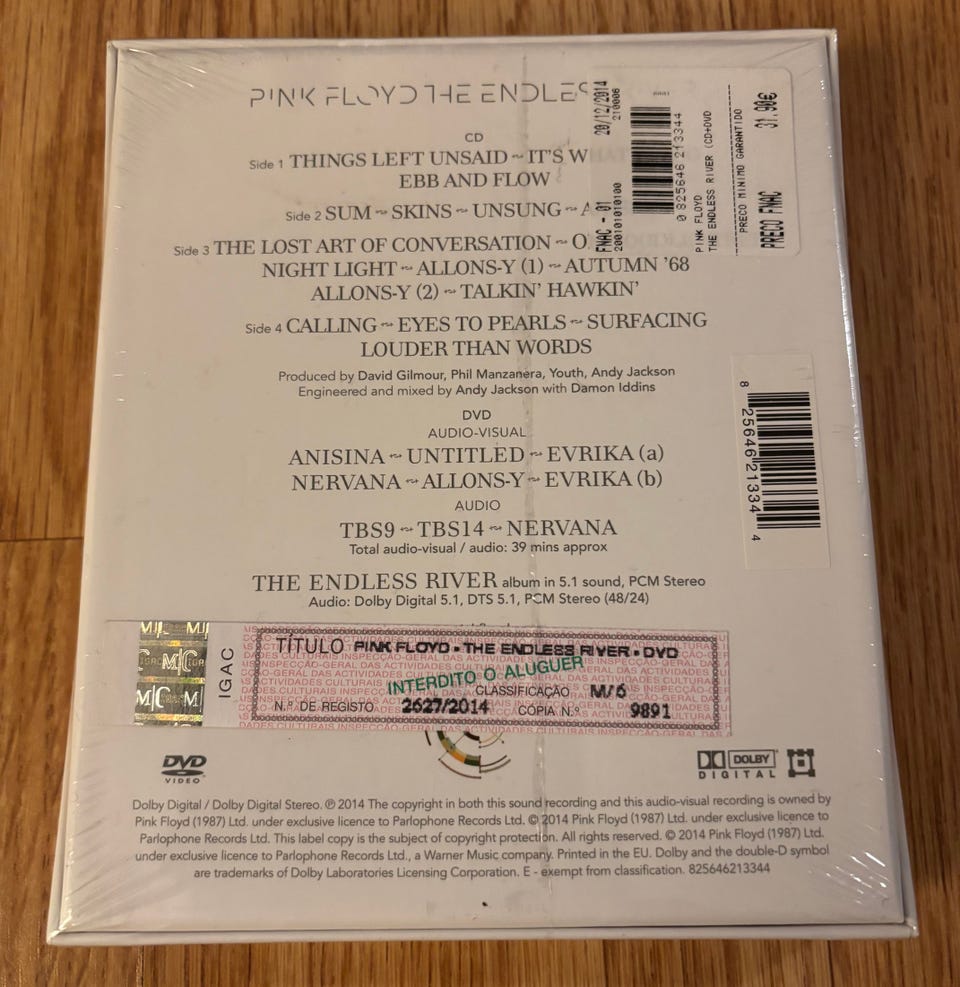 PINK FLOYD THE ENDLES
CD
Side 1 THINGS LEFT UNSAID ~ IT'S W
EBB AND FLOW
Side 2 SUM ~ SKINS ~ UNSUNG ~ A
Side 3 THE LOST ART OF CONVERSATION ~ O
NIGHT LIGHT ~ ALLONS-Y (1) ~ AUTUMN '68
ALLONS-Y (2) ~ TALKIN' HAWKIN'
Side 4 CALLING ~ EYES TO PEARLS ~ SURFACING
LOUDER THAN WORDS
Produced by David Gilmour, Phil Manzanera, Youth, Andy Jackson
Engineered and mixed by Andy Jackson with Damon Iddins
DVD
AUDIO-VISUAL
ANISINA ~ UNTITLED ~ EVRIKA (a)
NERVANA ~ ALLONS-Y ~ EVRIKA (b)
AUDIO
TBS9 ~ TBS14 ~ NERVANA
Total audio-visual / audio: 39 mins approx
THE ENDLESS RIVER album in 5.1 sound, PCM Stereo
Audio: Dolby Digital 5.1, DTS 5.1, PCM Stereo (48/24)
FNAC - 01 20/12/2014
2001010100 210006
0 825646 213344
PINK FLOYD
THE ENDLESS RIVER (CD+DVD
PRECO MINIMO GARANTIDO
PRECO FNAC 31.90€
8 25646 21334 4
IGAC
TÍTULO PINK FLOYD - THE ENDLESS RIVER - DVD
INTERDITO O ALUGUER
CLASSIFICAÇÃO M/6
N.º DE REGISTO 2627/2014 CÓPIA N.º 9891
DVD
VIDEO
DOLBY
DIGITAL
Dolby Digital / Dolby Digital Stereo. ℗ 2014 The copyright in both this sound recording and this audio-visual recording is owned by
Pink Floyd (1987) Ltd. under exclusive licence to Parlophone Records Ltd. © 2014 Pink Floyd (1987) Ltd. under exclusive licence to
Parlophone Records Ltd. This label copy is the subject of copyright protection. All rights reserved. © 2014 Pink Floyd (1987) Ltd.
under exclusive licence to Parlophone Records Ltd., a Warner Music company. Printed in the EU. Dolby and the double-D symbol
are trademarks of Dolby Laboratories Licensing Corporation. E - exempt from classification. 825646213344